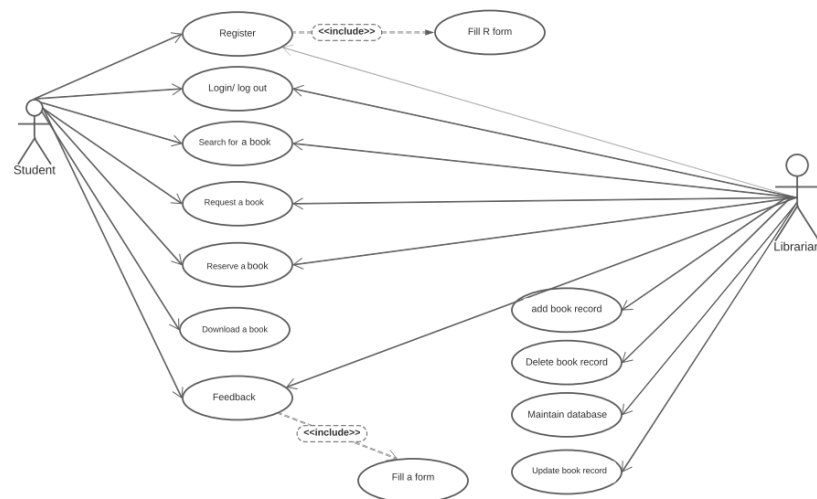 Register
<<include>>
Fill R form
Login/ log out
Search for a book
Student
Request a book
Librarian
Reserve a book
add book record
Download a book
Delete book record
Feedback
Maintain database
<<include>>
Fill a form
Update book record